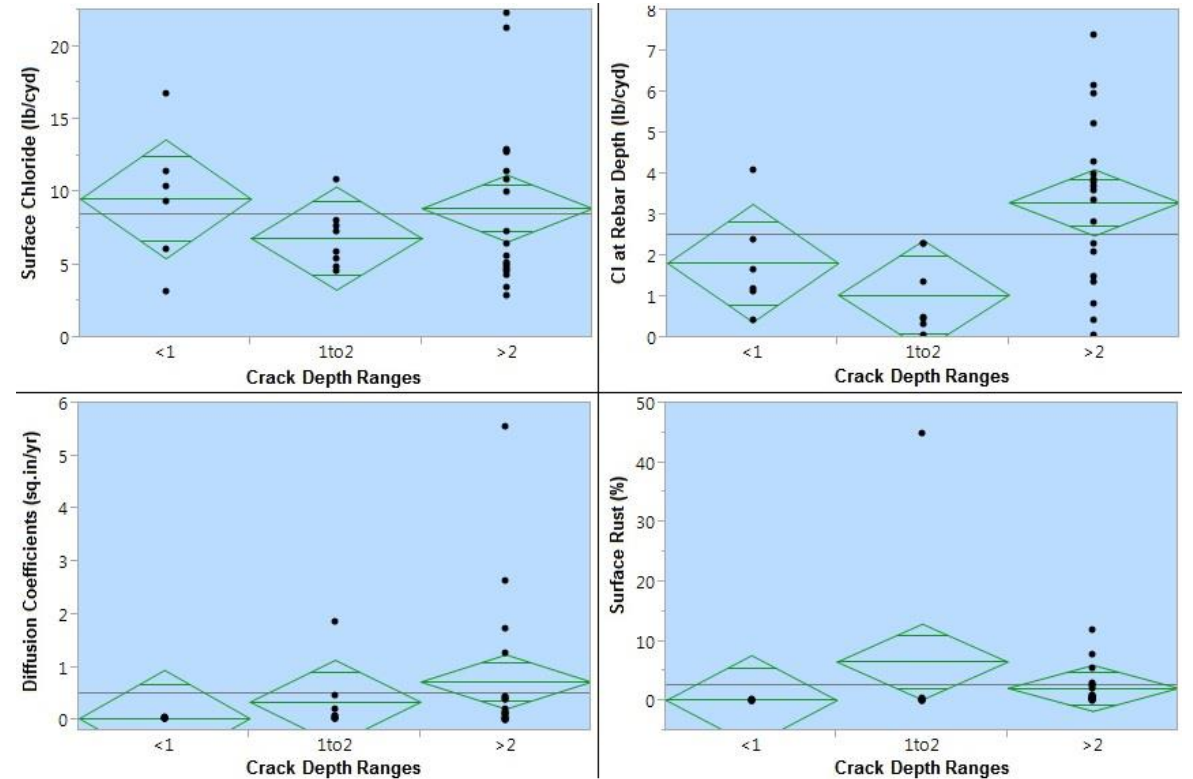 Surface Chloride (lb/cyd)
20
15
10
5
0
<1
1to2
>2
Crack Depth Ranges
Cl at Rebar Depth (lb/cyd)
8
7
6
5
4
3
2
1
0
<1
1to2
>2
Crack Depth Ranges
Diffusion Coefficients (sq.in/yr)
6
5
4
3
2
1
0
<1
1to2
>2
Crack Depth Ranges
Surface Rust (%)
50
40
30
20
10
0
<1
1to2
>2
Crack Depth Ranges